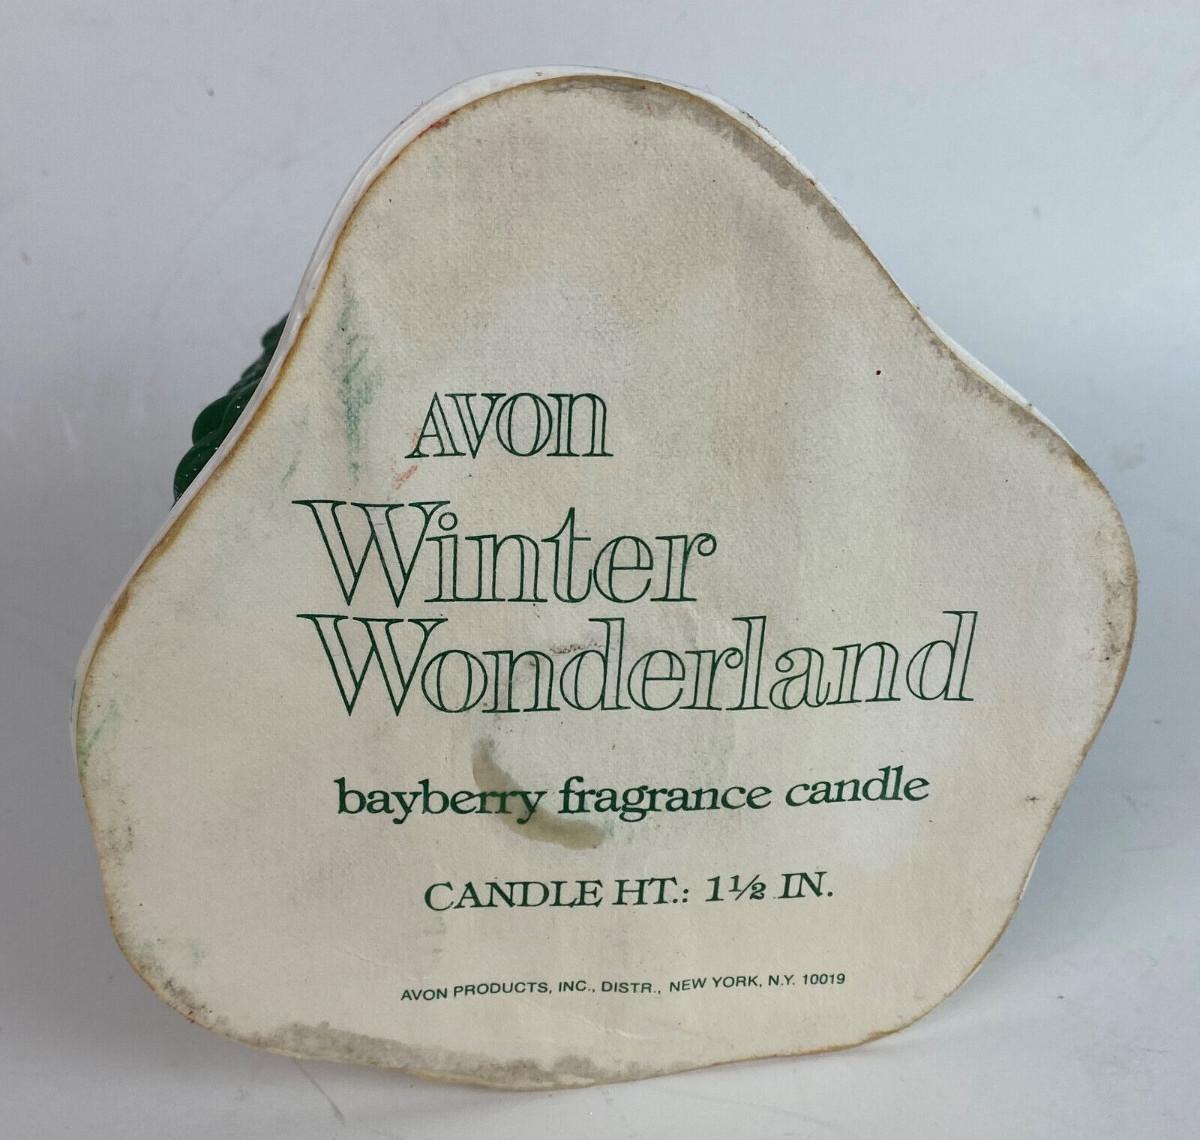 AVON
Winter
Wonderland
bayberry fragrance candle
CANDLE HT.: 1½ IN.
AVON PRODUCTS, INC., DISTR., NEW YORK, N.Y. 10019